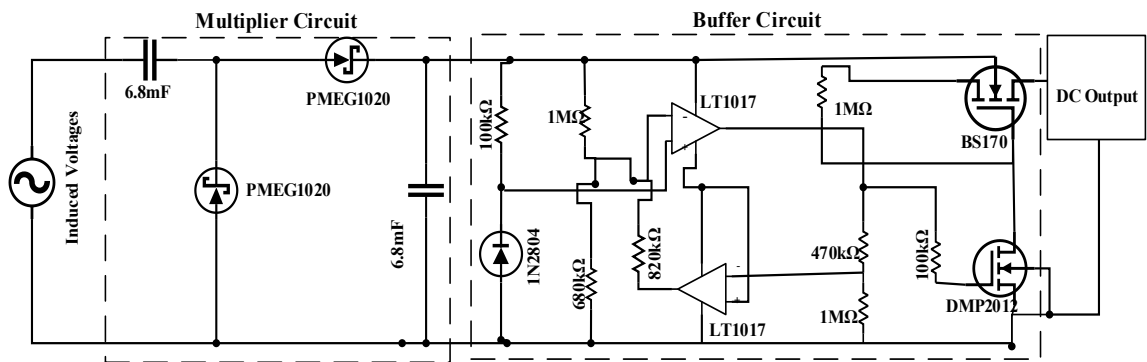 Multiplier Circuit
Buffer Circuit
6.8mF
PMEG1020
PMEG1020
Induced Voltages
6.8mF
100kΩ
1MΩ
LT1017
-
+
1MΩ
BS170
DC Output
1N2804
680kΩ
820kΩ
-
+
LT1017
470kΩ
1MΩ
100kΩ
DMP2012